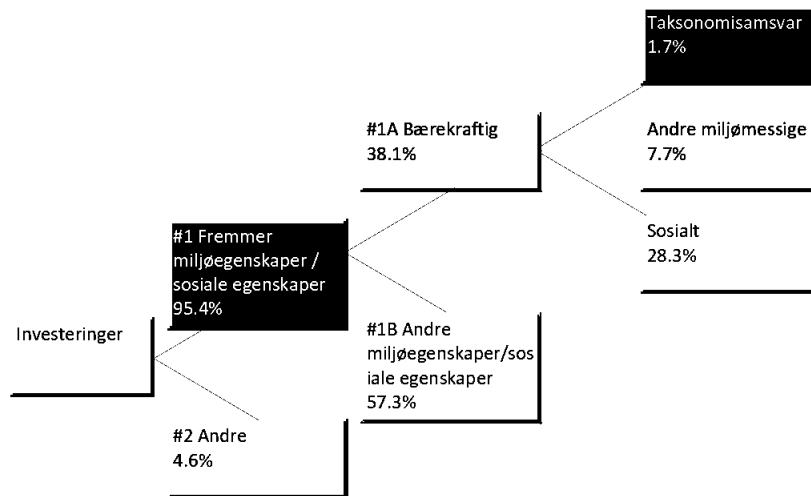 Taksonomisamsvar
1.7%
#1A Bærekraftig
38.1%
Andre miljømessige
7.7%
#1 Fremmer
miljøegenskaper /
sosiale egenskaper
95.4%
Sosialt
28.3%
Investeringer
#1B Andre
miljøegenskaper/sos
iale egenskaper
57.3%
#2 Andre
4.6%